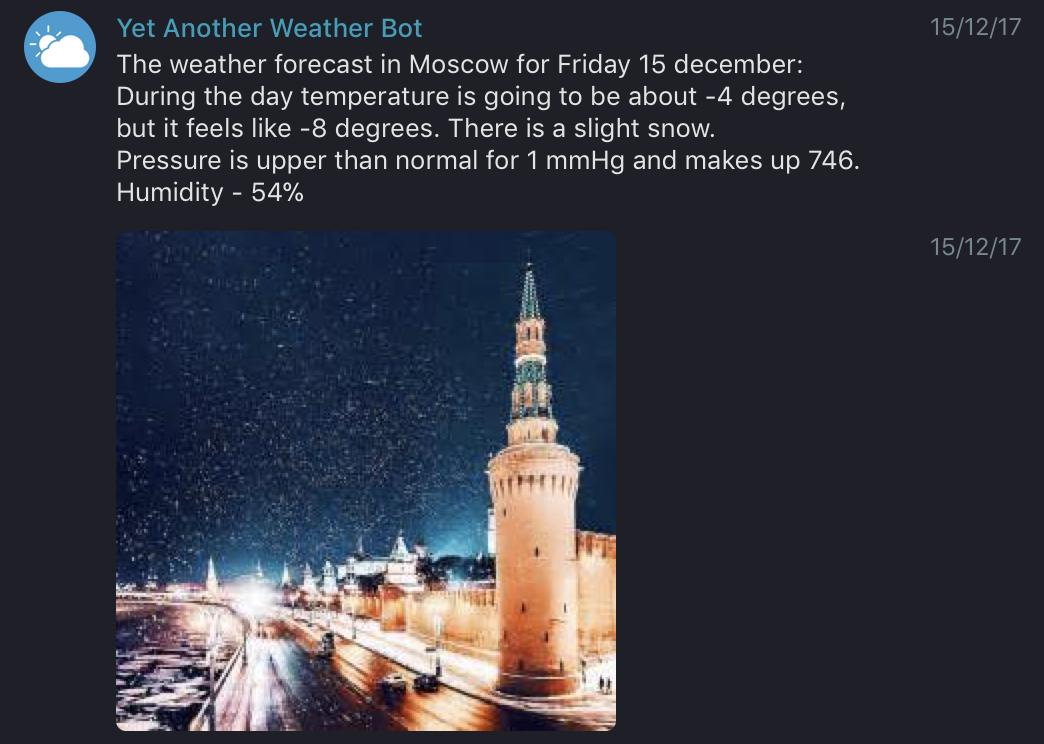 Yet Another Weather Bot
15/12/17
The weather forecast in Moscow for Friday 15 december:
During the day temperature is going to be about -4 degrees,
but it feels like -8 degrees. There is a slight snow.
Pressure is upper than normal for 1 mmHg and makes up 746.
Humidity - 54%
15/12/17